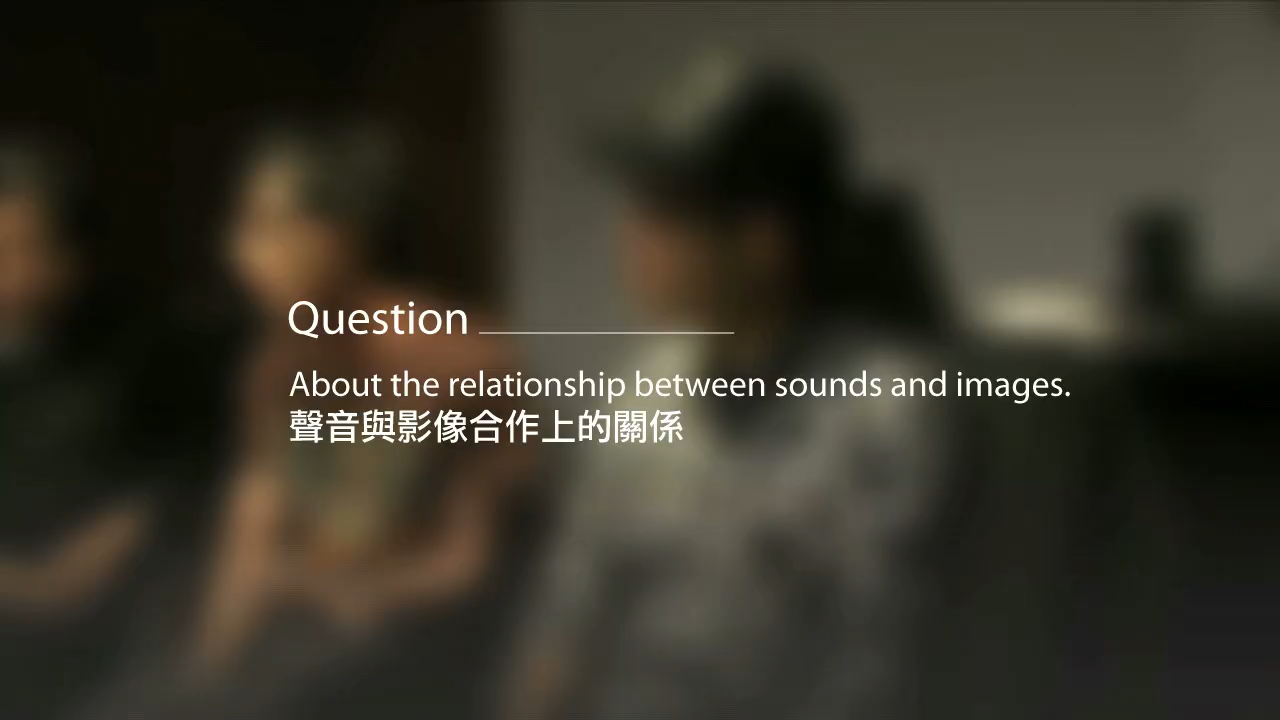 Question
About the relationship between sounds and images.
聲音與影像合作上的關係